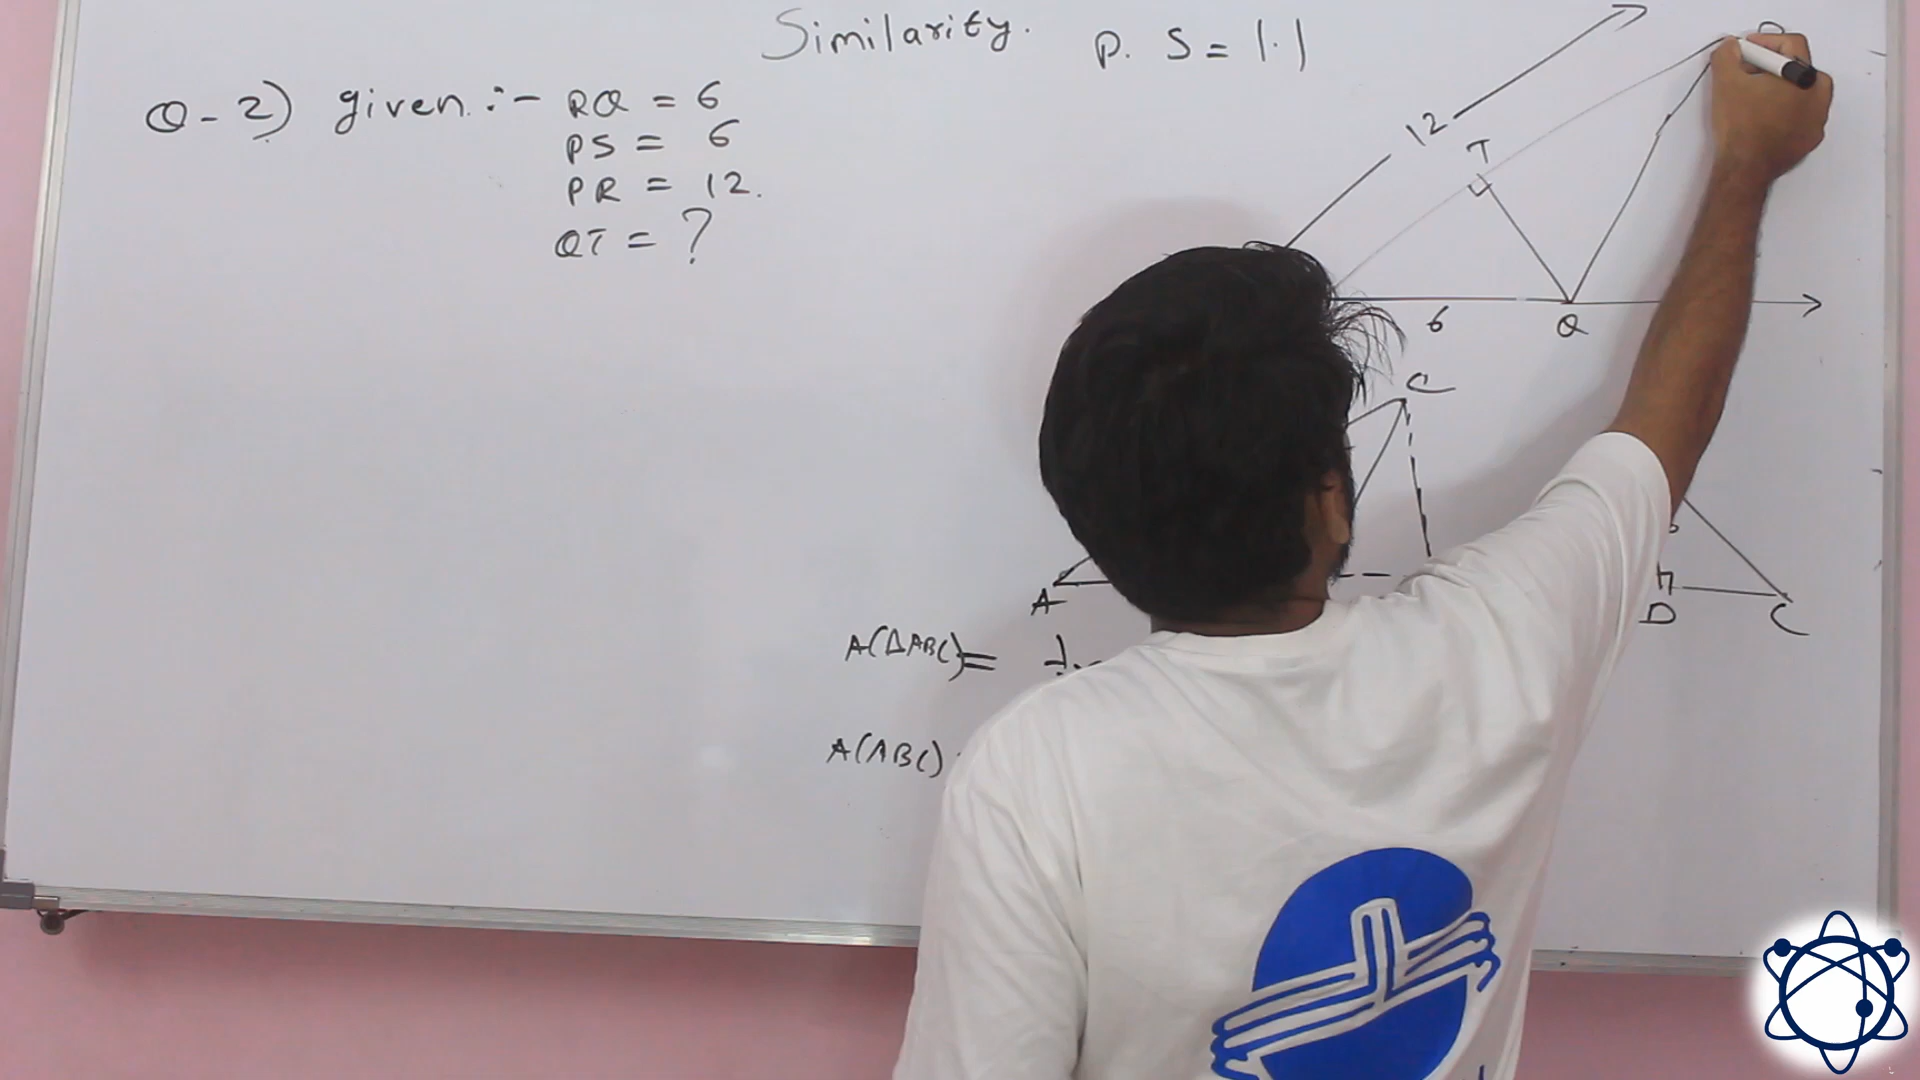 Similarity.
P. S = 1.1
Q-2) given :- RQ = 6
PS = 6
PR = 12.
QT = ?
12
T
6
Q
C
A
D
C
A(ΔABC) =
A(ABC)